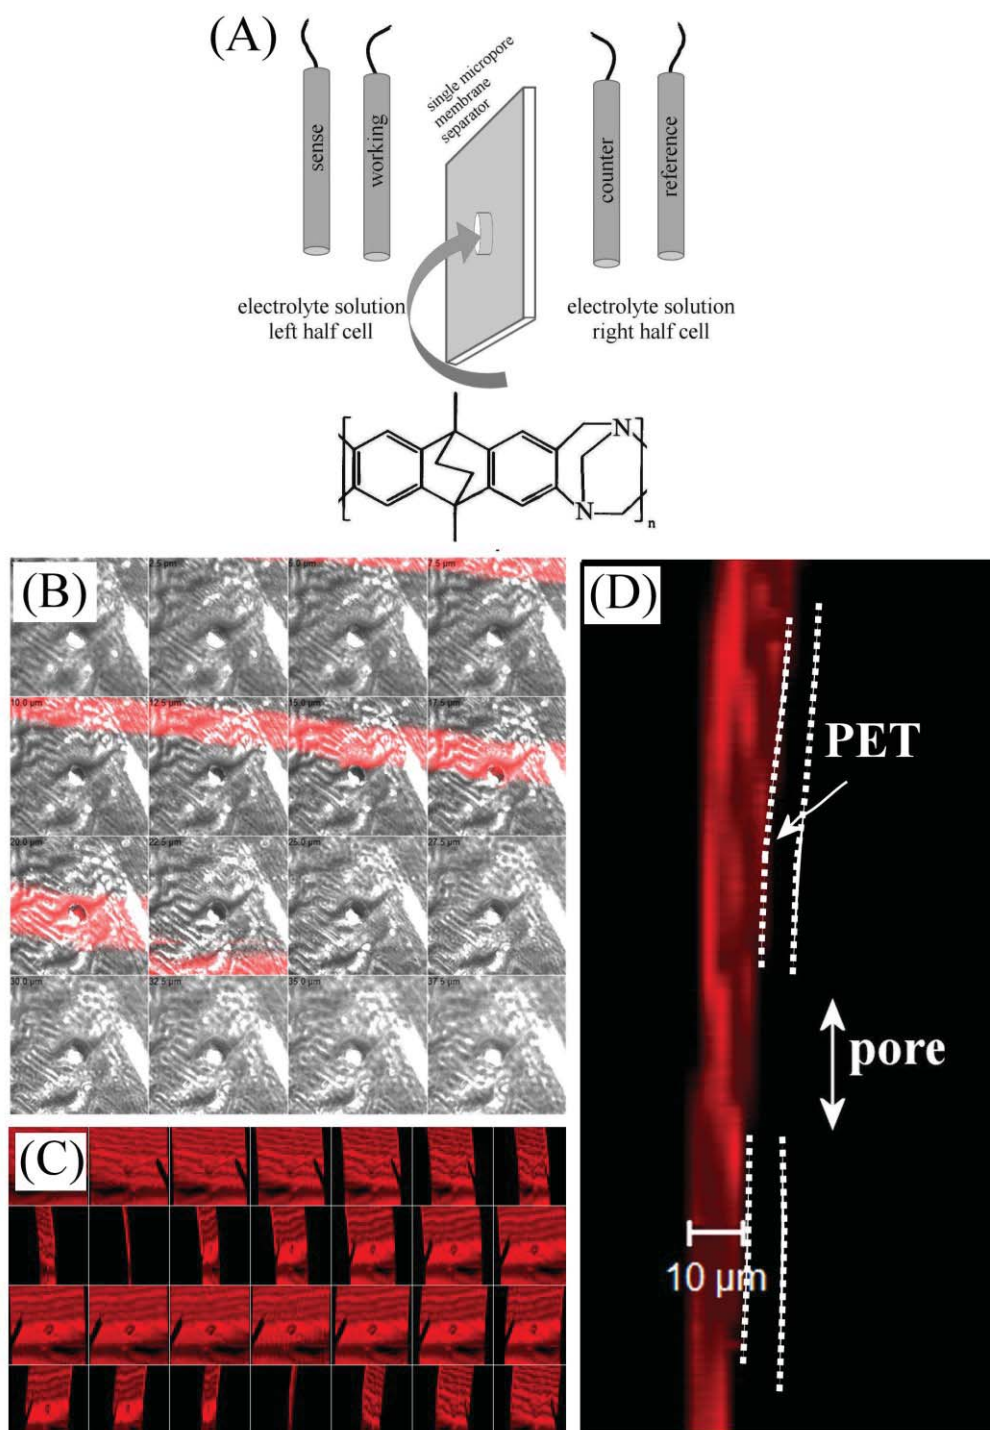 (A)
sense
working
single micropore
membrane
separator
counter
reference
electrolyte solution
left half cell
electrolyte solution
right half cell
N
N
n
(B)
2.5 µm
5.0 µm
7.5 µm
10.0 µm
12.5 µm
15.0 µm
17.5 µm
20.0 µm
22.5 µm
25.0 µm
27.5 µm
30.0 µm
32.5 µm
35.0 µm
37.5 µm
(C)
(D)
PET
pore
10 µm